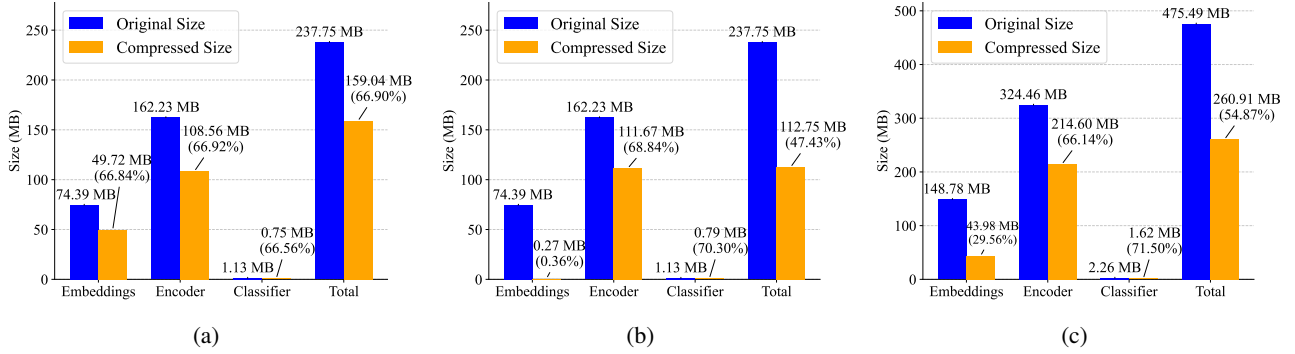 Original Size
Compressed Size
237.75 MB
159.04 MB
(66.90%)
162.23 MB
108.56 MB
(66.92%)
49.72 MB
(66.84%)
74.39 MB
0.75 MB
(66.56%)
1.13 MB
250
200
150
100
50
0
Size (MB)
Embeddings
Encoder
Classifier
Total
(a)
Original Size
Compressed Size
237.75 MB
162.23 MB
111.67 MB
(68.84%)
112.75 MB
(47.43%)
74.39 MB
0.27 MB
(0.36%)
0.79 MB
(70.30%)
1.13 MB
250
200
150
100
50
0
Size (MB)
Embeddings
Encoder
Classifier
Total
(b)
Original Size
Compressed Size
475.49 MB
324.46 MB
260.91 MB
(54.87%)
214.60 MB
(66.14%)
148.78 MB
43.98 MB
(29.56%)
1.62 MB
(71.50%)
2.26 MB
500
400
300
200
100
0
Size (MB)
Embeddings
Encoder
Classifier
Total
(c)